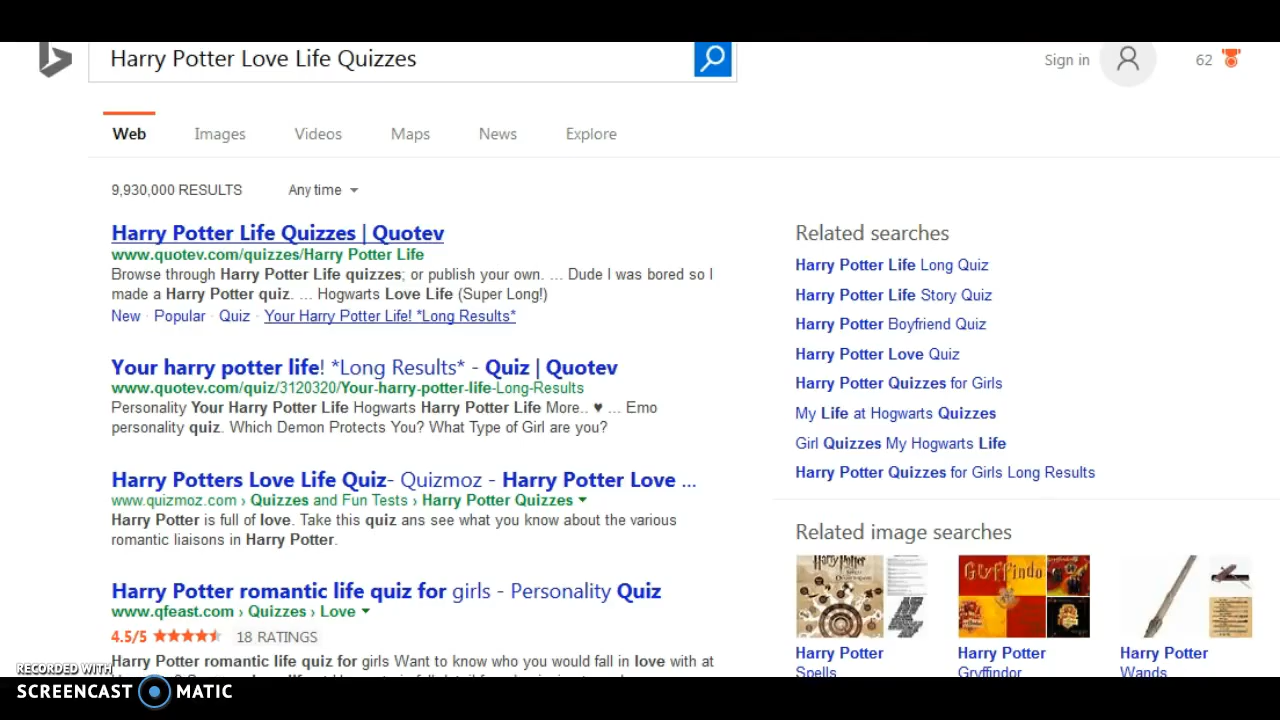 Harry Potter Love Life Quizzes
Sign in
62
Web
Images
Videos
Maps
News
Explore
9,930,000 RESULTS
Any time
Harry Potter Life Quizzes | Quotev
www.quotev.com/quizzes/Harry Potter Life
Browse through Harry Potter Life quizzes; or publish your own. ... Dude I was bored so I
made a Harry Potter quiz. ... Hogwarts Love Life (Super Long!)
New · Popular · Quiz · Your Harry Potter Life! *Long Results*
Your harry potter life! *Long Results* - Quiz | Quotev
www.quotev.com/quiz/3120320/Your-harry-potter-life-Long-Results
Personality Your Harry Potter Life Hogwarts Harry Potter Life More.. ♥ ... Emo
personality quiz. Which Demon Protects You? What Type of Girl are you?
Harry Potters Love Life Quiz- Quizmoz - Harry Potter Love ...
www.quizmoz.com › Quizzes and Fun Tests › Harry Potter Quizzes
Harry Potter is full of love. Take this quiz ans see what you know about the various
romantic liaisons in Harry Potter.
Harry Potter romantic life quiz for girls - Personality Quiz
www.qfeast.com › Quizzes › Love
4.5/5
18 RATINGS
Harry Potter romantic life quiz for girls Want to know who you would fall in love with at
Related searches
Harry Potter Life Long Quiz
Harry Potter Life Story Quiz
Harry Potter Boyfriend Quiz
Harry Potter Love Quiz
Harry Potter Quizzes for Girls
My Life at Hogwarts Quizzes
Girl Quizzes My Hogwarts Life
Harry Potter Quizzes for Girls Long Results
Related image searches
Harry Potter
Gryffindo
Harry Potter
Spells
Harry Potter
Gryffindor
Harry Potter
Wands
RECORDED WITH
SCREENCAST MATIC